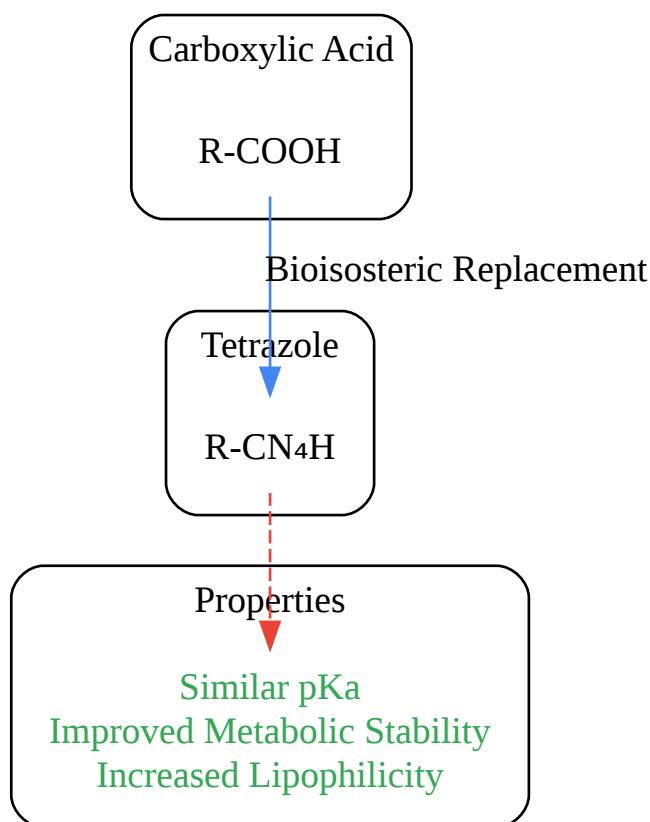 Carboxylic Acid
R-COOH
Bioisosteric Replacement
Tetrazole
R-CN₄H
Properties
Similar pKa
Improved Metabolic Stability
Increased Lipophilicity